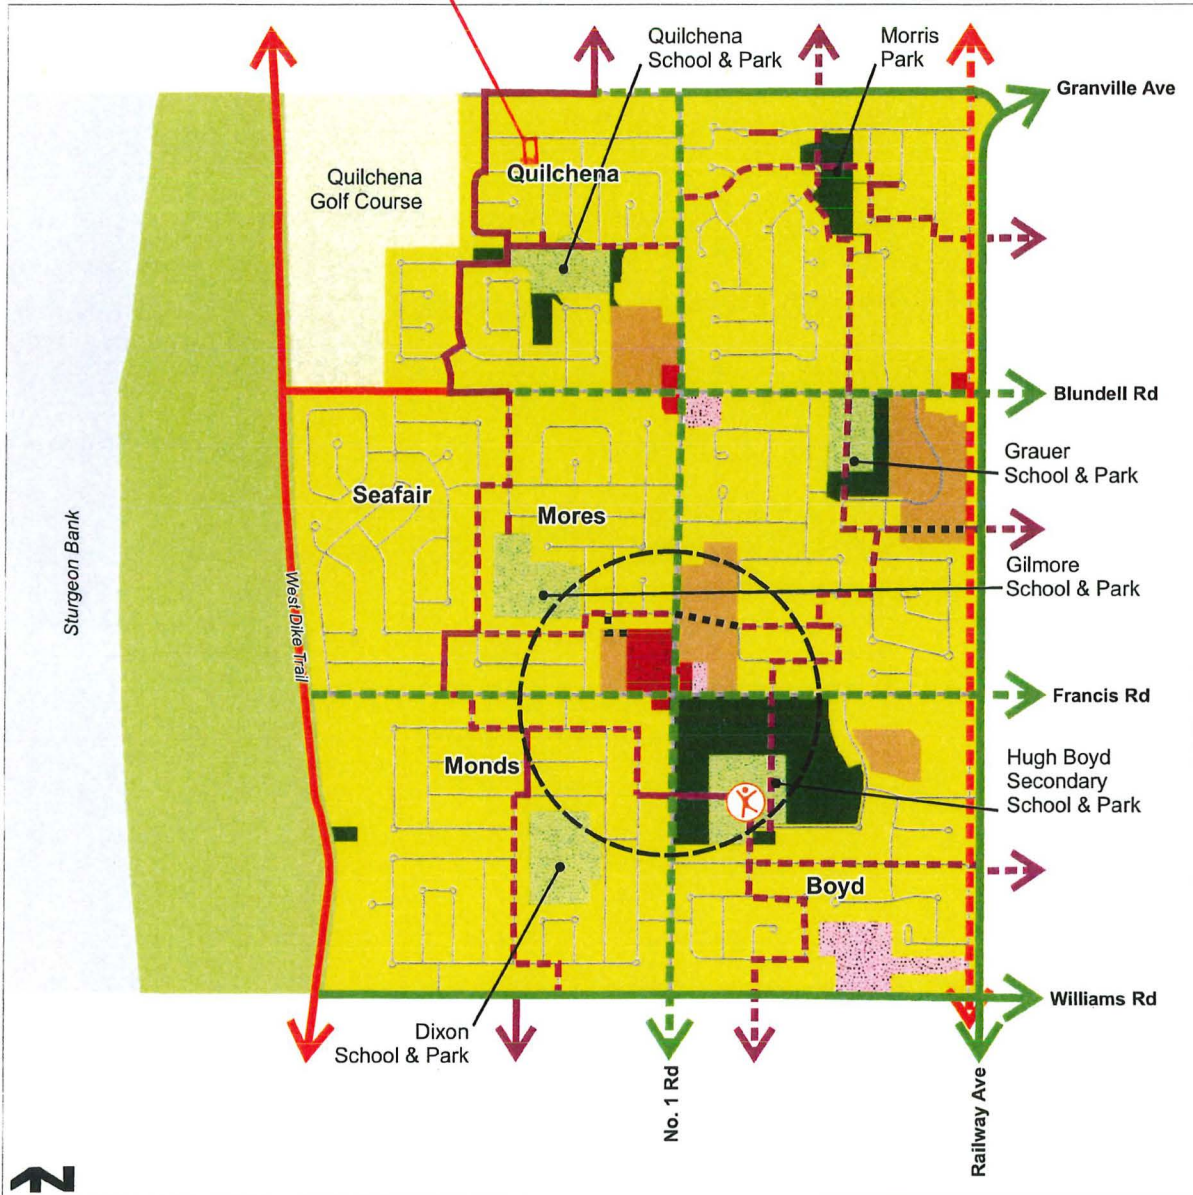 Quilchena
School & Park
Morris
Park
Granville Ave
Quilchena
Golf Course
Quilchena
Blundell Rd
Grauer
School & Park
Seafair
Mores
Sturgeon Bank
Gilmore
School & Park
West Dike Trail
Francis Rd
Monds
Hugh Boyd
Secondary
School & Park
Boyd
Williams Rd
Dixon
School & Park
No. 1 Rd
Railway Ave
N